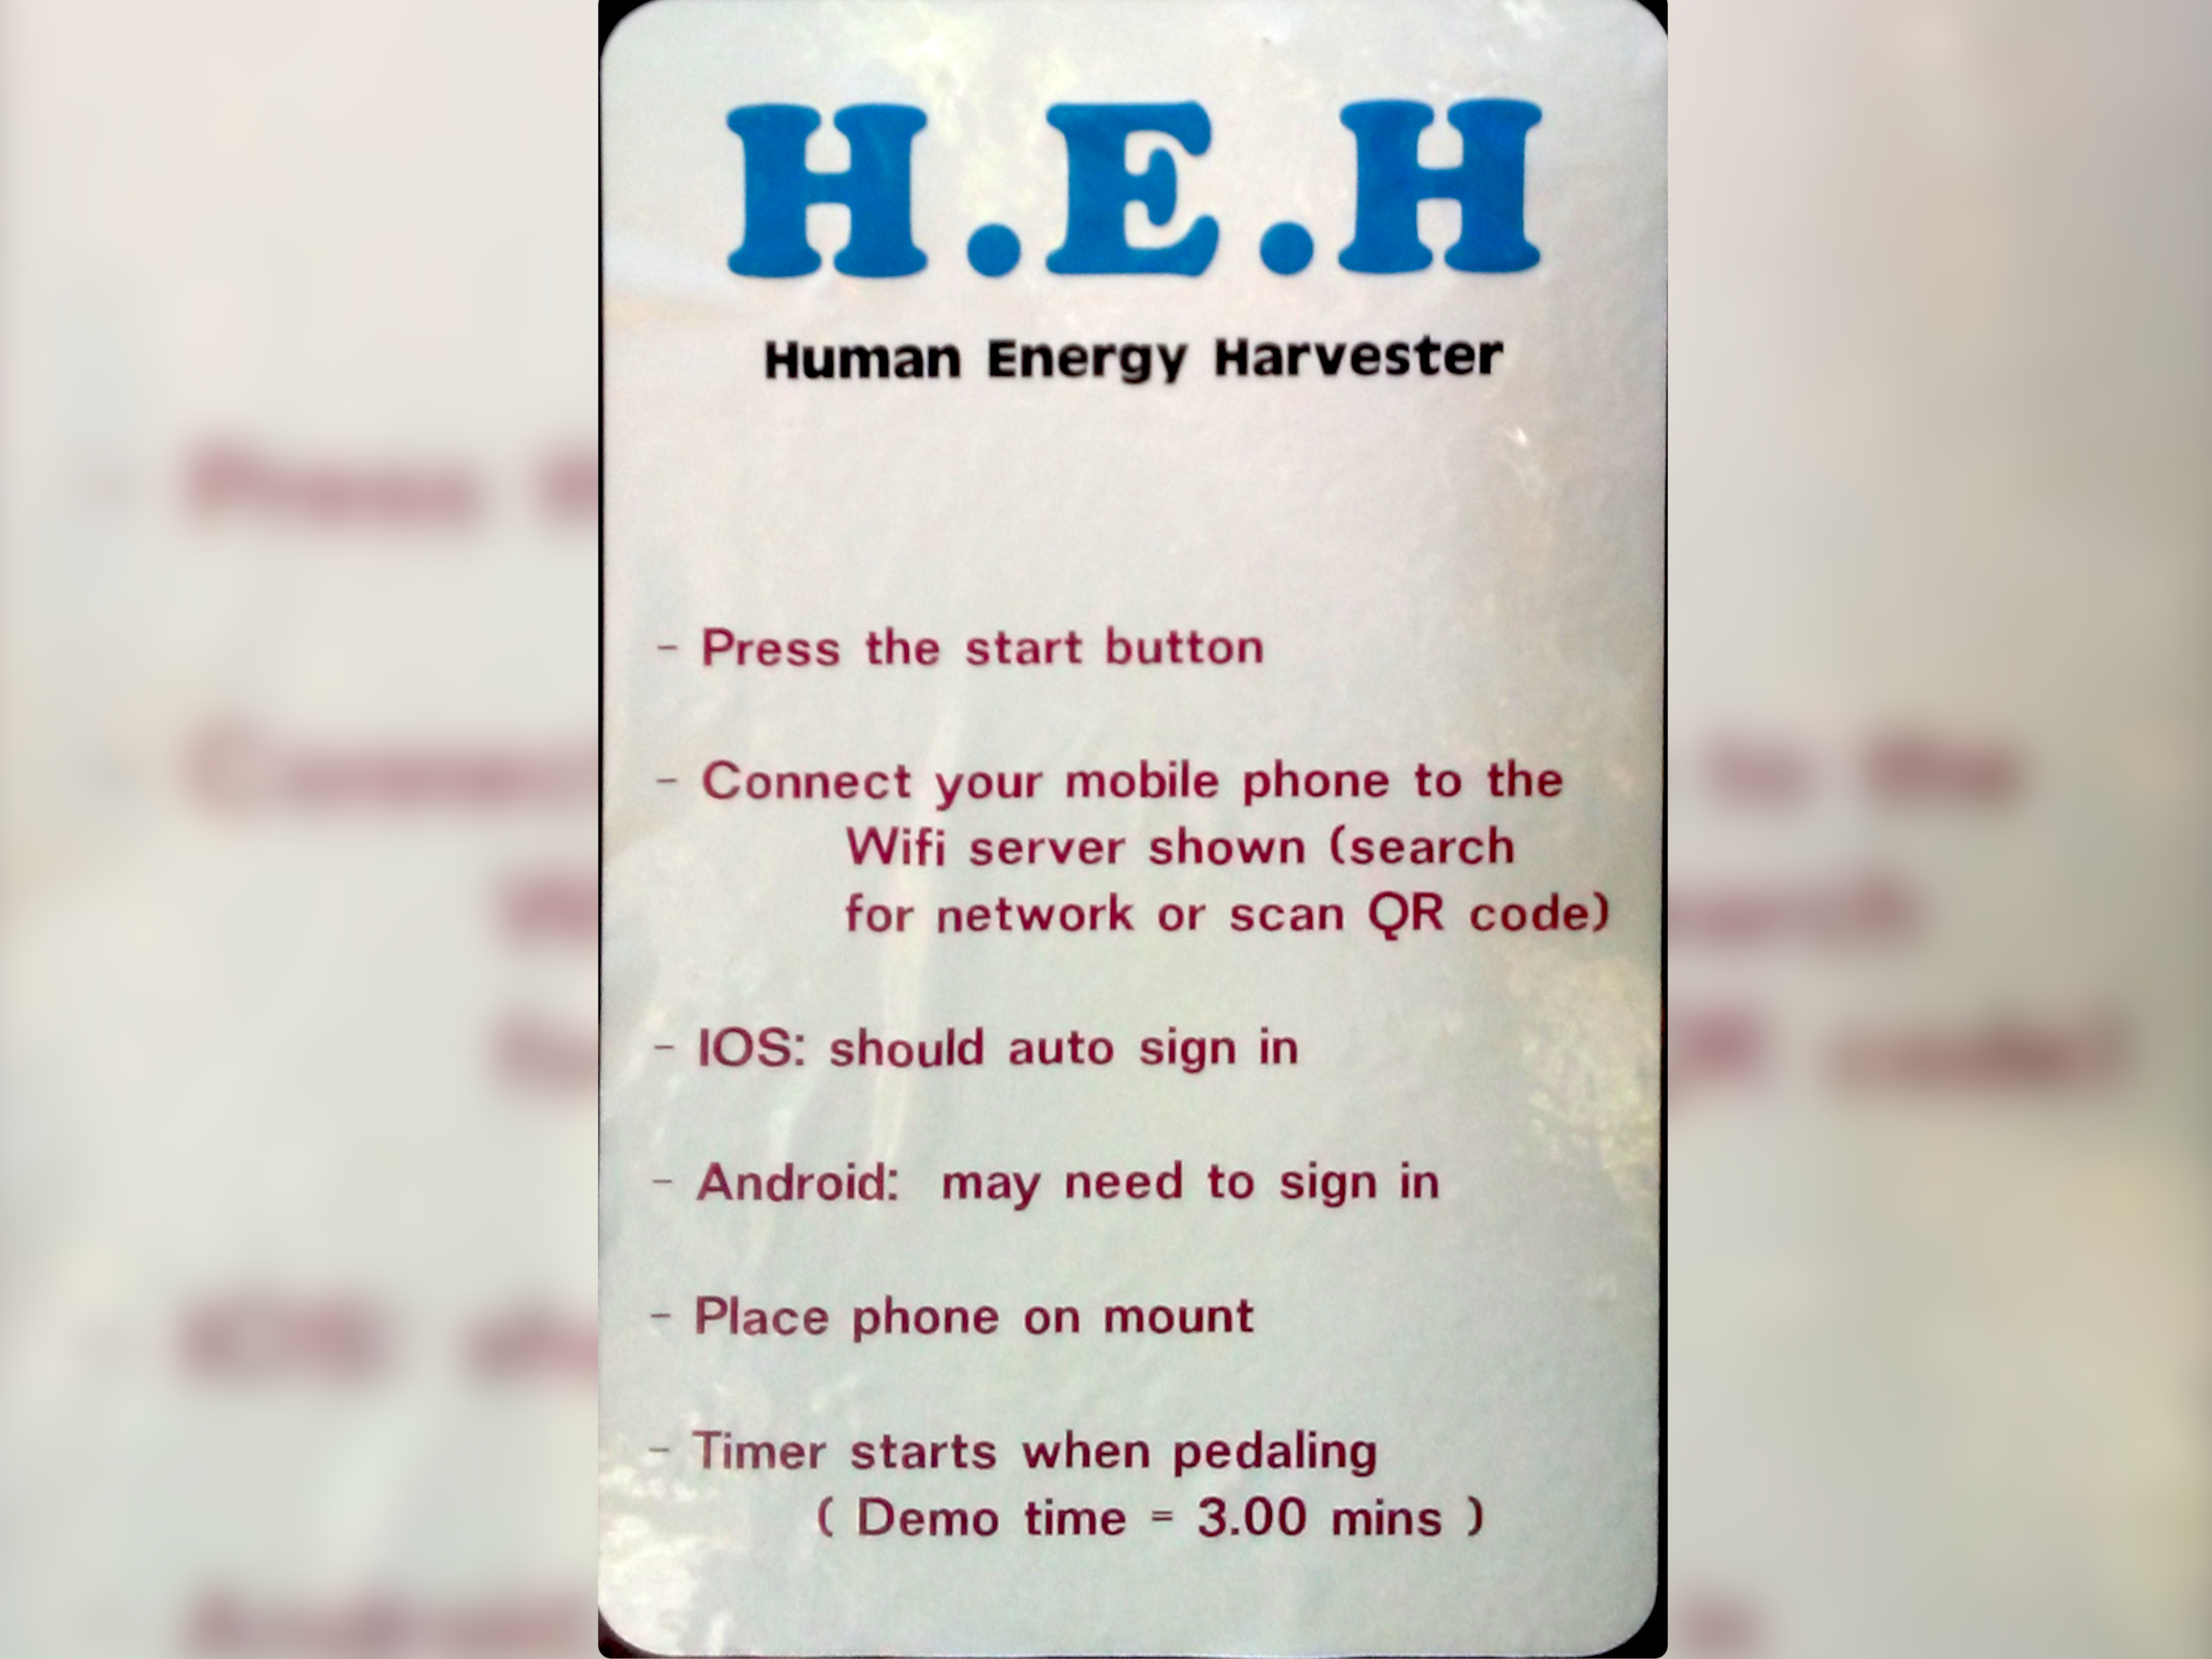 H.E.H
Human Energy Harvester
- Press the start button
- Connect your mobile phone to the
Wifi server shown (search
for network or scan QR code)
- IOS: should auto sign in
- Android: may need to sign in
- Place phone on mount
- Timer starts when pedaling
( Demo time = 3.00 mins )